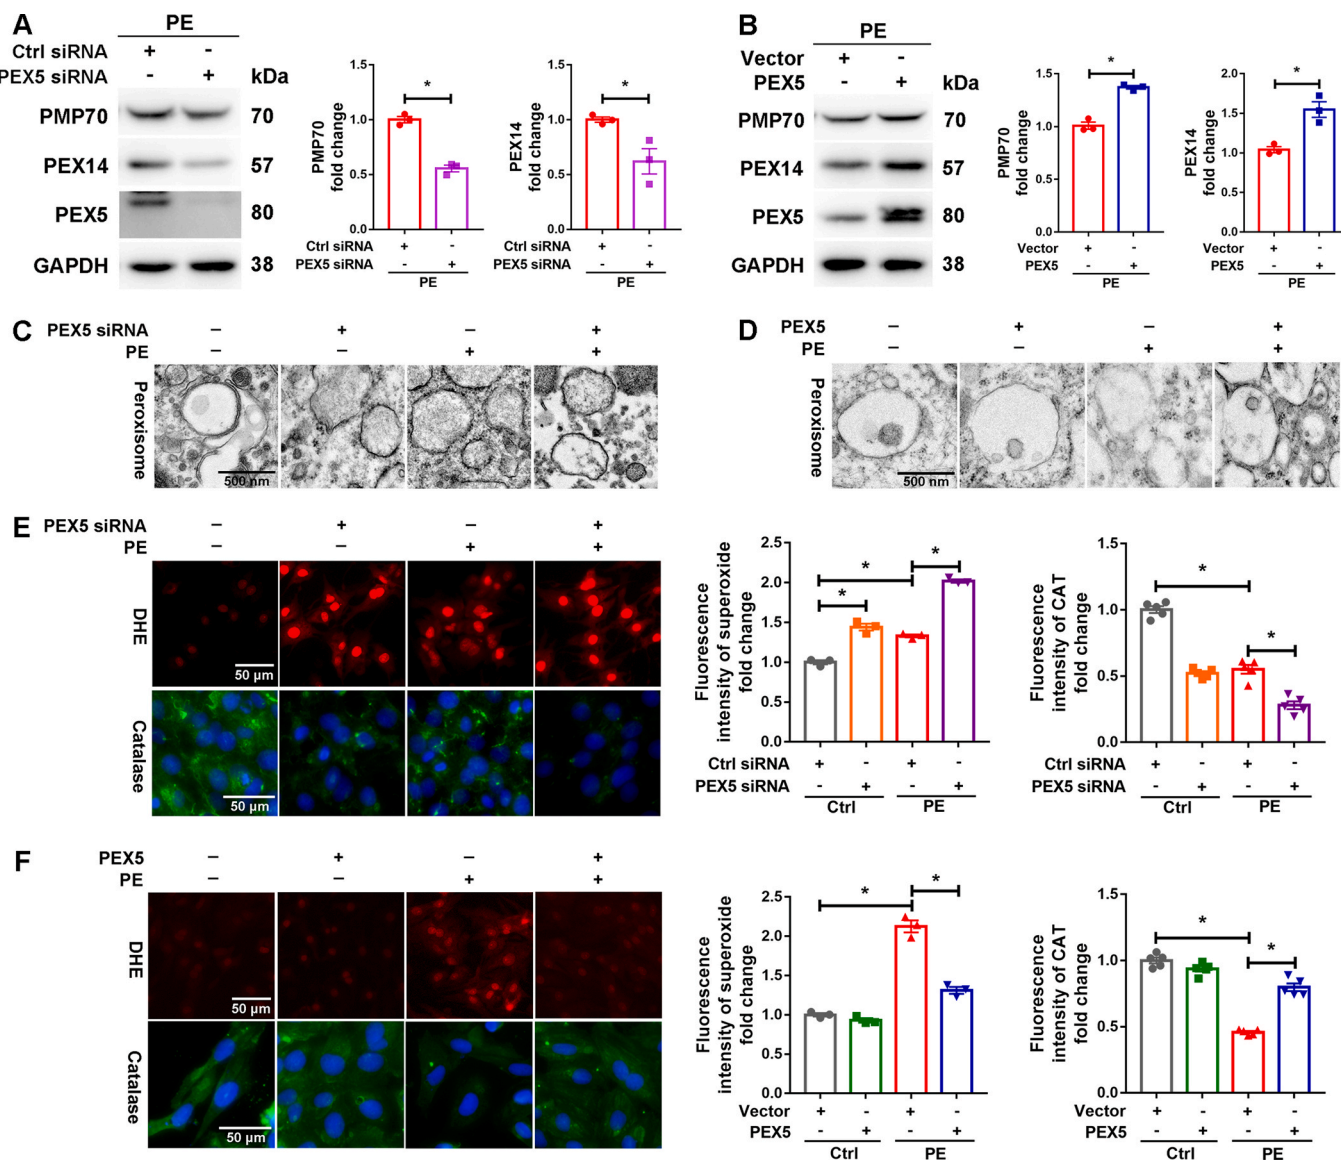 A
PE
Ctrl siRNA + -
PEX5 siRNA - + kDa
PMP70 70
PEX14 57
PEX5 80
GAPDH 38
PMP70
fold change
1.5
1.0
0.5
0.0
*
Ctrl siRNA + -
PEX5 siRNA - +
PE
PEX14
fold change
1.5
1.0
0.5
0.0
*
Ctrl siRNA + -
PEX5 siRNA - +
PE
B
PE
Vector + -
PEX5 - + kDa
PMP70 70
PEX14 57
PEX5 80
GAPDH 38
PMP70
fold change
1.5
1.0
0.5
0.0
*
Vector + -
PEX5 - +
PE
PEX14
fold change
2.0
1.5
1.0
0.5
0.0
*
Vector + -
PEX5 - +
PE
C
PEX5 siRNA – + – +
PE – – + +
Peroxisome
500 nm
D
PEX5 – + – +
PE – – + +
Peroxisome
500 nm
E
PEX5 siRNA – + – +
PE – – + +
DHE
50 µm
Catalase
50 µm
Fluorescence
intensity of superoxide
fold change
2.5
2.0
1.5
1.0
0.5
0.0
* * *
Ctrl siRNA + - + -
PEX5 siRNA - + - +
Ctrl PE
Fluorescence
intensity of CAT
fold change
1.5
1.0
0.5
0.0
* *
Ctrl siRNA + - + -
PEX5 siRNA - + - +
Ctrl PE
F
PEX5 – + – +
PE – – + +
DHE
50 µm
Catalase
50 µm
Fluorescence
intensity of superoxide
fold change
2.5
2.0
1.5
1.0
0.5
0.0
* *
Vector + - + -
PEX5 - + - +
Ctrl PE
Fluorescence
intensity of CAT
fold change
1.5
1.0
0.5
0.0
* *
Vector + - + -
PEX5 - + - +
Ctrl PE